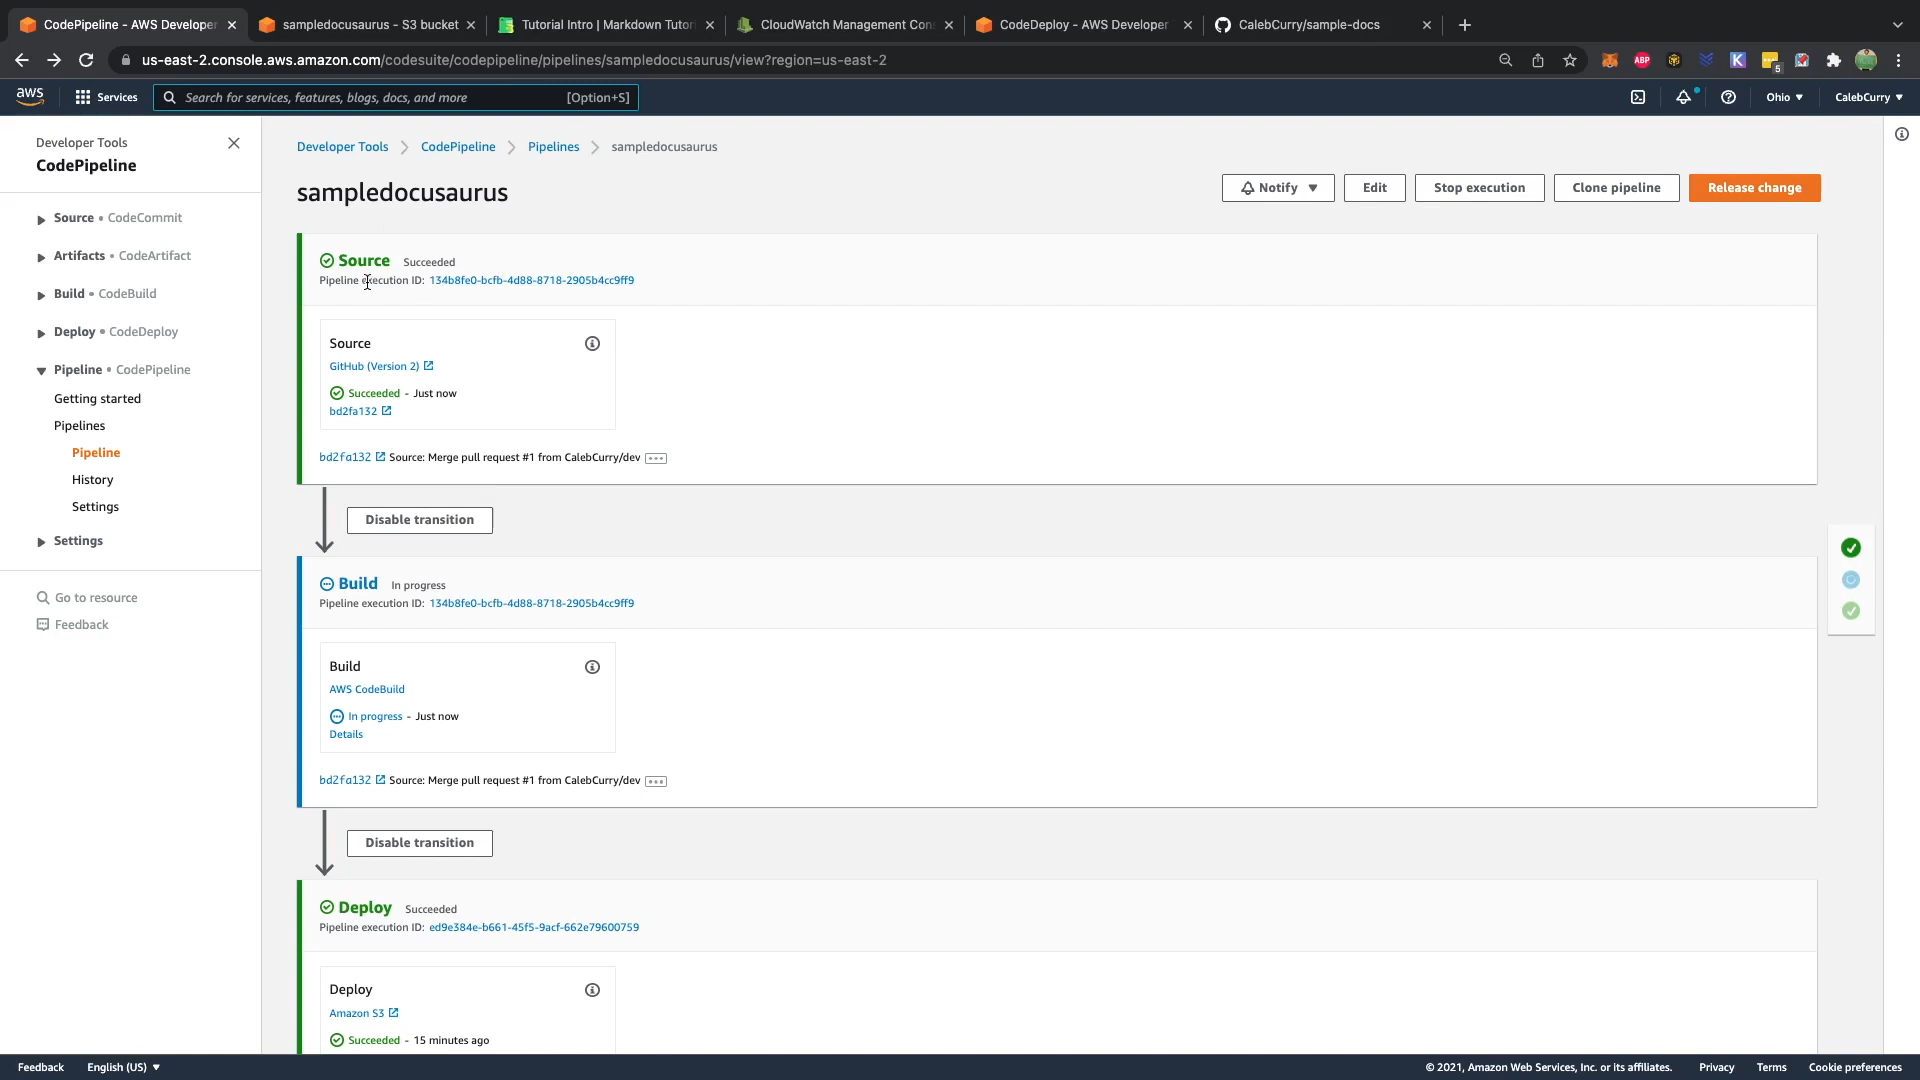 CodePipeline - AWS Developer
sampledocusaurus - S3 bucket
Tutorial Intro | Markdown Tutori
CloudWatch Management Cons
CodeDeploy - AWS Developer
CalebCurry/sample-docs
us-east-2.console.aws.amazon.com/codesuite/codepipeline/pipelines/sampledocusaurus/view?region=us-east-2
ABP
K
5
aws
Services
Search for services, features, blogs, docs, and more
[Option+S]
Ohio
CalebCurry
Developer Tools
CodePipeline
Source • CodeCommit
Artifacts • CodeArtifact
Build • CodeBuild
Deploy • CodeDeploy
Pipeline • CodePipeline
Getting started
Pipelines
Pipeline
History
Settings
Settings
Go to resource
Feedback
Developer Tools
CodePipeline
Pipelines
sampledocusaurus
sampledocusaurus
Notify
Edit
Stop execution
Clone pipeline
Release change
Source Succeeded
Pipeline execution ID: 134b8fe0-bcfb-4d88-8718-2905b4cc9ff9
Source
GitHub (Version 2)
Succeeded - Just now
bd2fa132
bd2fa132 Source: Merge pull request #1 from CalebCurry/dev
Disable transition
Build In progress
Pipeline execution ID: 134b8fe0-bcfb-4d88-8718-2905b4cc9ff9
Build
AWS CodeBuild
In progress - Just now
Details
bd2fa132 Source: Merge pull request #1 from CalebCurry/dev
Disable transition
Deploy Succeeded
Pipeline execution ID: ed9e384e-b661-45f5-9acf-662e79600759
Deploy
Amazon S3
Succeeded - 15 minutes ago
Feedback
English (US)
© 2021, Amazon Web Services, Inc. or its affiliates.
Privacy
Terms
Cookie preferences